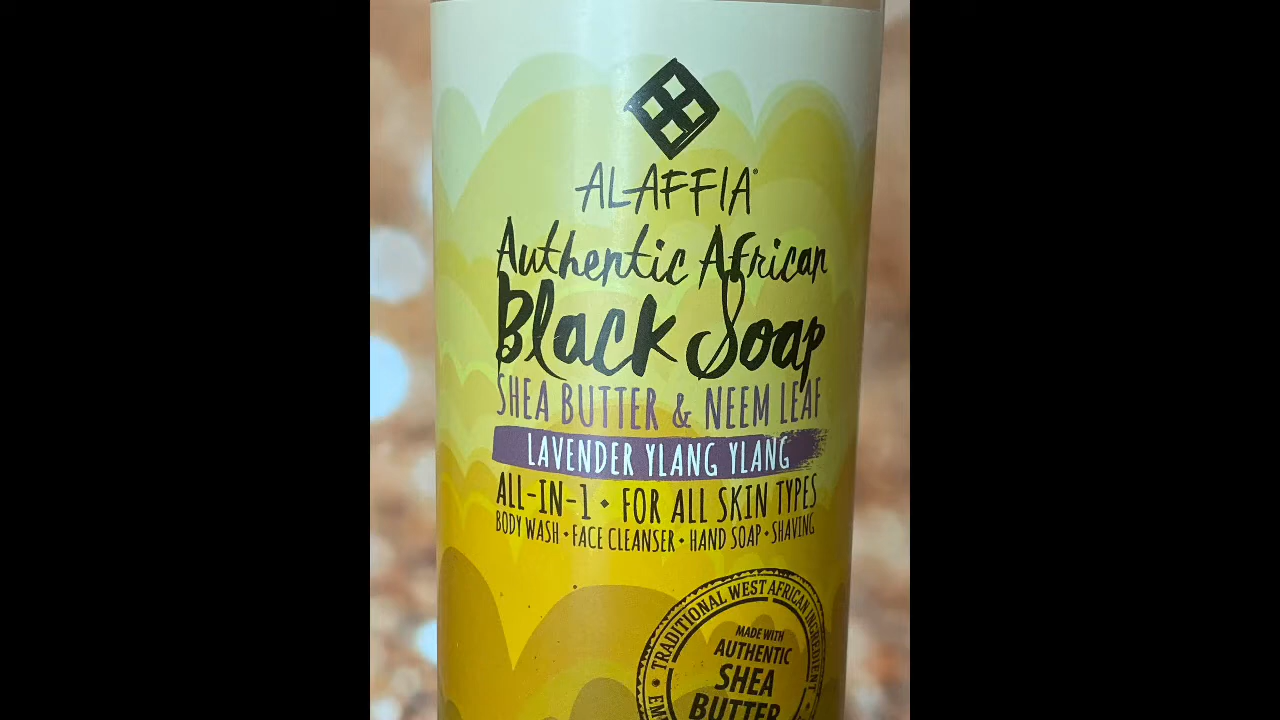 ALAFFIA®
Authentic African
Black Soap
SHEA BUTTER & NEEM LEAF
LAVENDER YLANG YLANG
ALL-IN-1 • FOR ALL SKIN TYPES
BODY WASH • FACE CLEANSER • HAND SOAP • SHAVING
TRADITIONAL WEST AFRICAN INGREDIENT •
MADE WITH
AUTHENTIC
SHEA
BUTTER